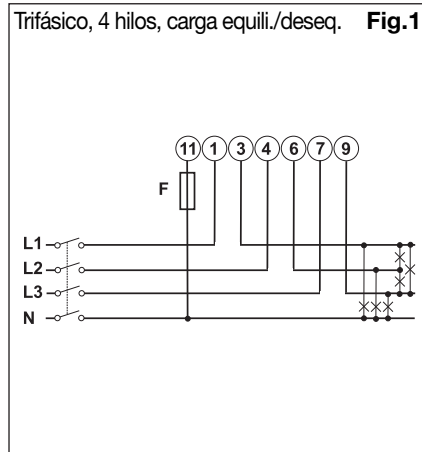 Trifásico, 4 hilos, carga equili./deseq. Fig.1
11 1 3 4 6 7 9
F
L1
L2
L3
N